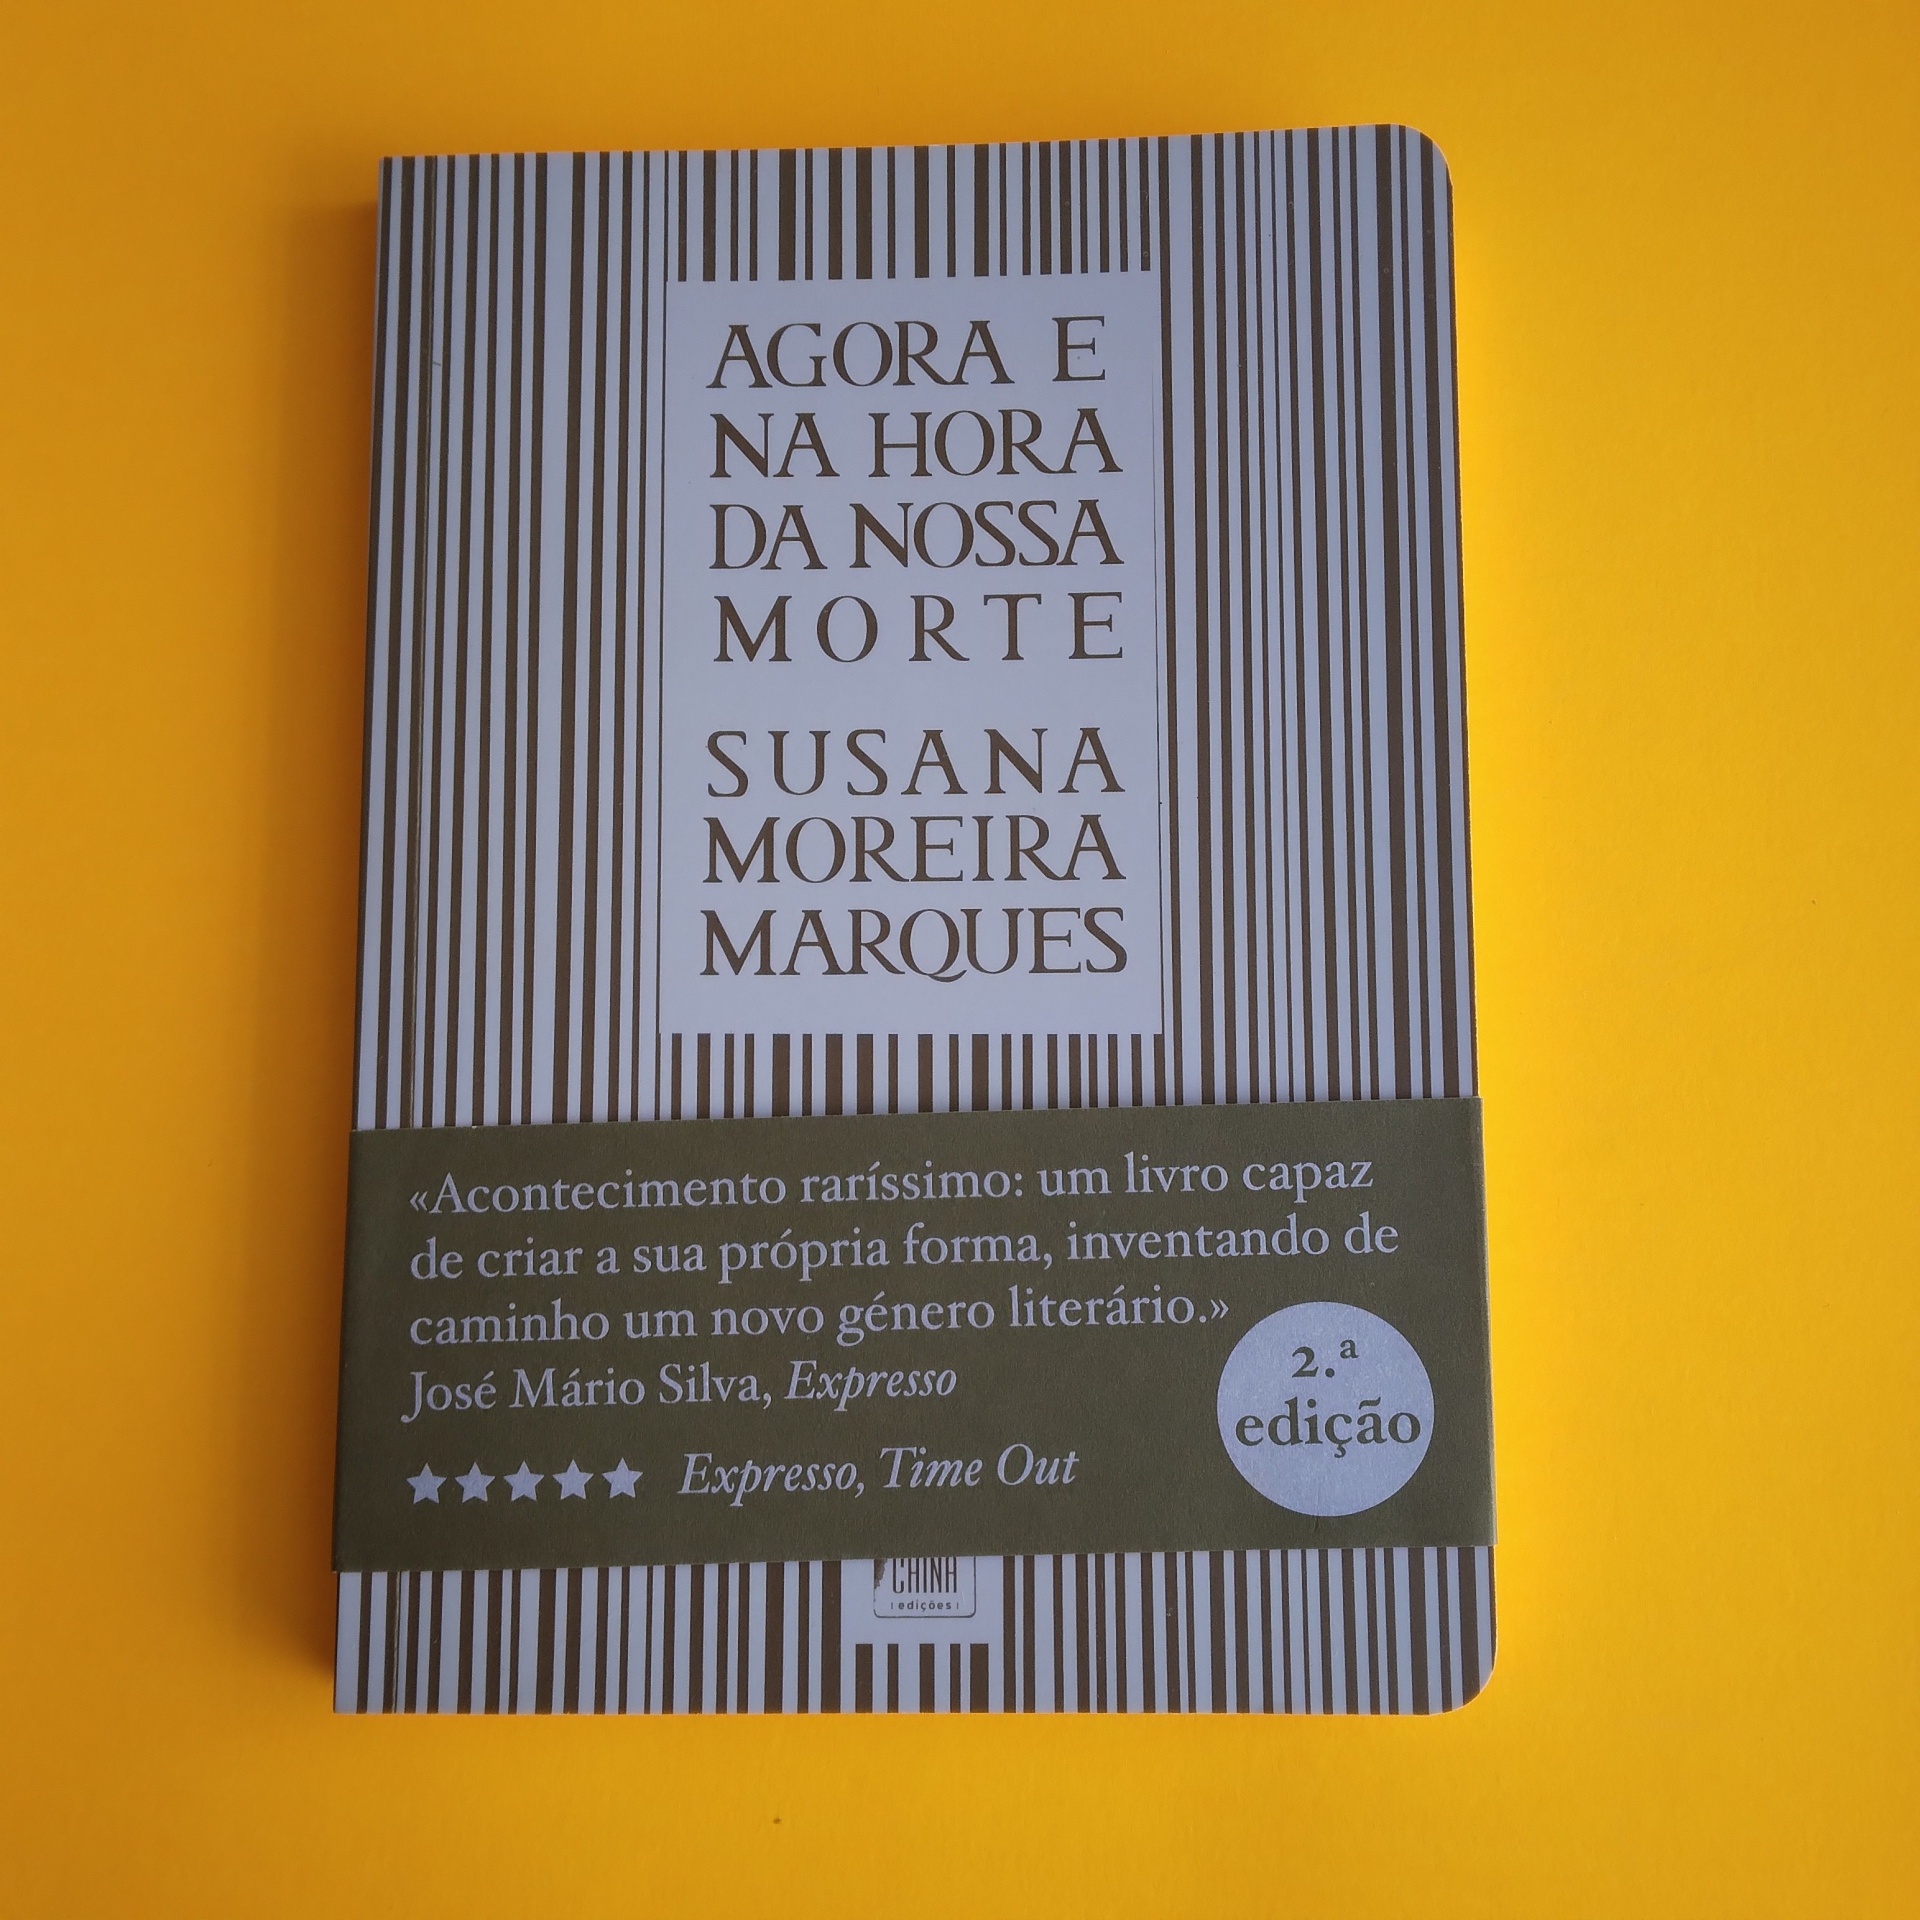 AGORA E
NA HORA
DA NOSSA
MORTE
SUSANA
MOREIRA
MARQUES
«Acontecimento raríssimo: um livro capaz
de criar a sua própria forma, inventando de
caminho um novo género literário.»
José Mário Silva, Expresso
★★★★★ Expresso, Time Out
2.ª
edição
CHINA
edições